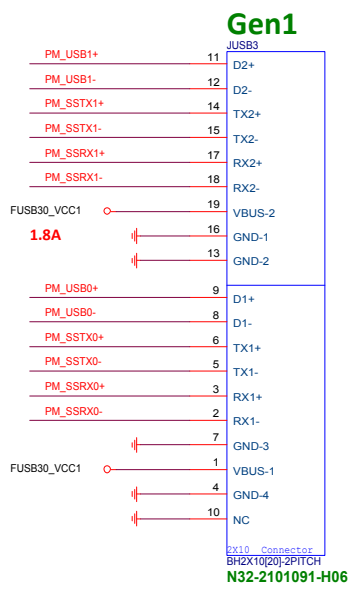 Gen1
JUSB3
PM_USB1+ 11 D2+
PM_USB1- 12 D2-
PM_SSTX1+ 14 TX2+
PM_SSTX1- 15 TX2-
PM_SSRX1+ 17 RX2+
PM_SSRX1- 18 RX2-
FUSB30_VCC1 19 VBUS-2
1.8A 16 GND-1
13 GND-2
PM_USB0+ 9 D1+
PM_USB0- 8 D1-
PM_SSTX0+ 6 TX1+
PM_SSTX0- 5 TX1-
PM_SSRX0+ 3 RX1+
PM_SSRX0- 2 RX1-
7 GND-3
FUSB30_VCC1 1 VBUS-1
4 GND-4
10 NC
2X10 Connector
BH2X10[20]-2PITCH
N32-2101091-H06